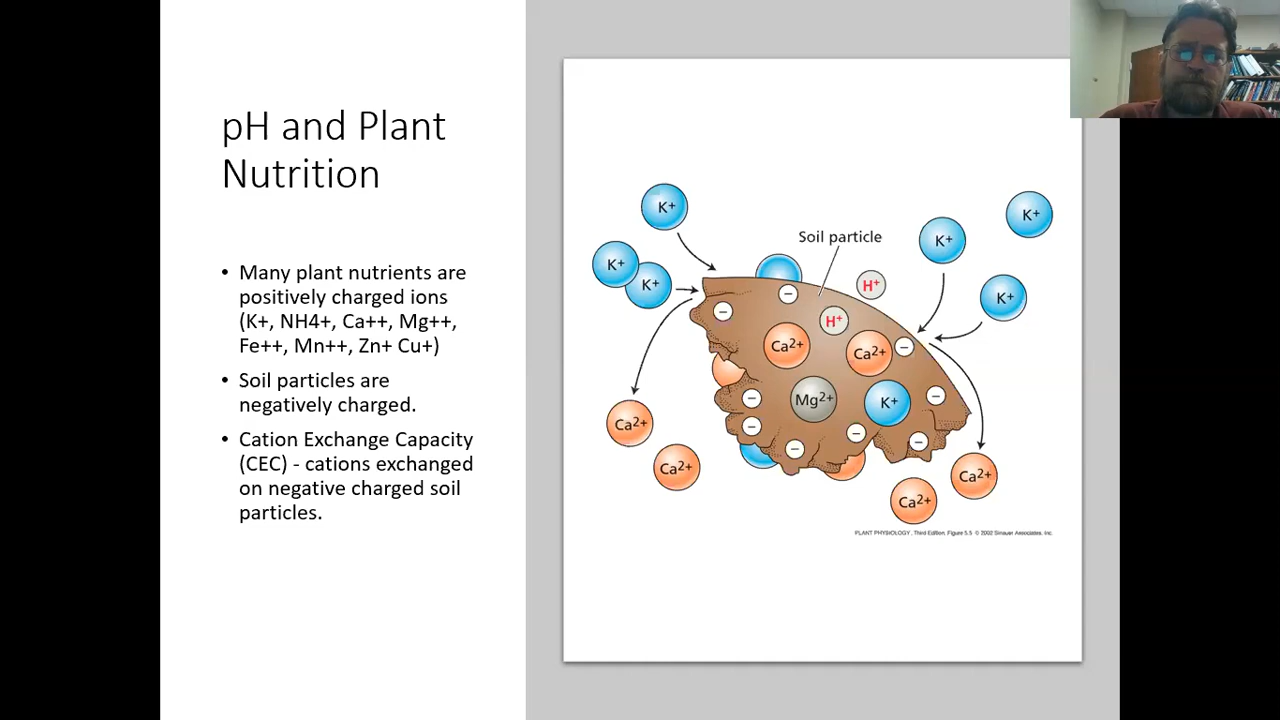 pH and Plant
Nutrition
• Many plant nutrients are
positively charged ions
(K+, NH4+, Ca++, Mg++,
Fe++, Mn++, Zn+ Cu+)
• Soil particles are
negatively charged.
• Cation Exchange Capacity
(CEC) - cations exchanged
on negative charged soil
particles.
K+
K+
K+
K+
K+
K+
Soil particle
H+
H+
−
−
−
Ca2+
Ca2+
Mg2+
K+
−
−
−
−
−
−
Ca2+
Ca2+
Ca2+
Ca2+
PLANT PHYSIOLOGY, Third Edition, Figure 5.5 © 2002 Sinauer Associates, Inc.